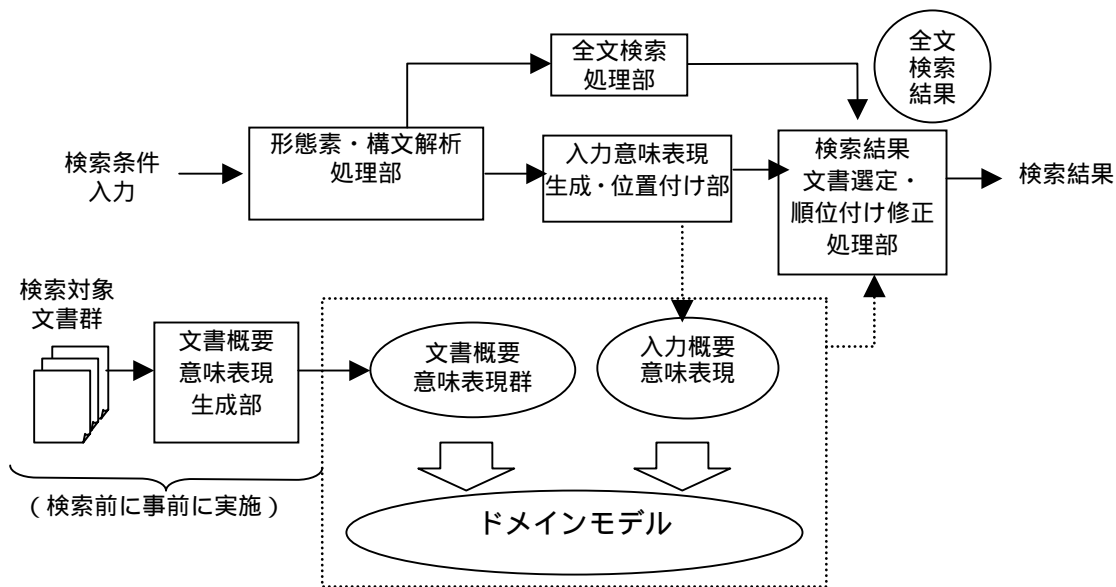 全文検索
処理部
全文
検索
結果
検索条件
入力
形態素・構文解析
処理部
入力意味表現
生成・位置付け部
検索結果
文書選定・
順位付け修正
処理部
検索結果
検索対象
文書群
文書概要
意味表現
生成部
文書概要
意味表現群
入力概要
意味表現
(検索前に事前に実施)
ドメインモデル